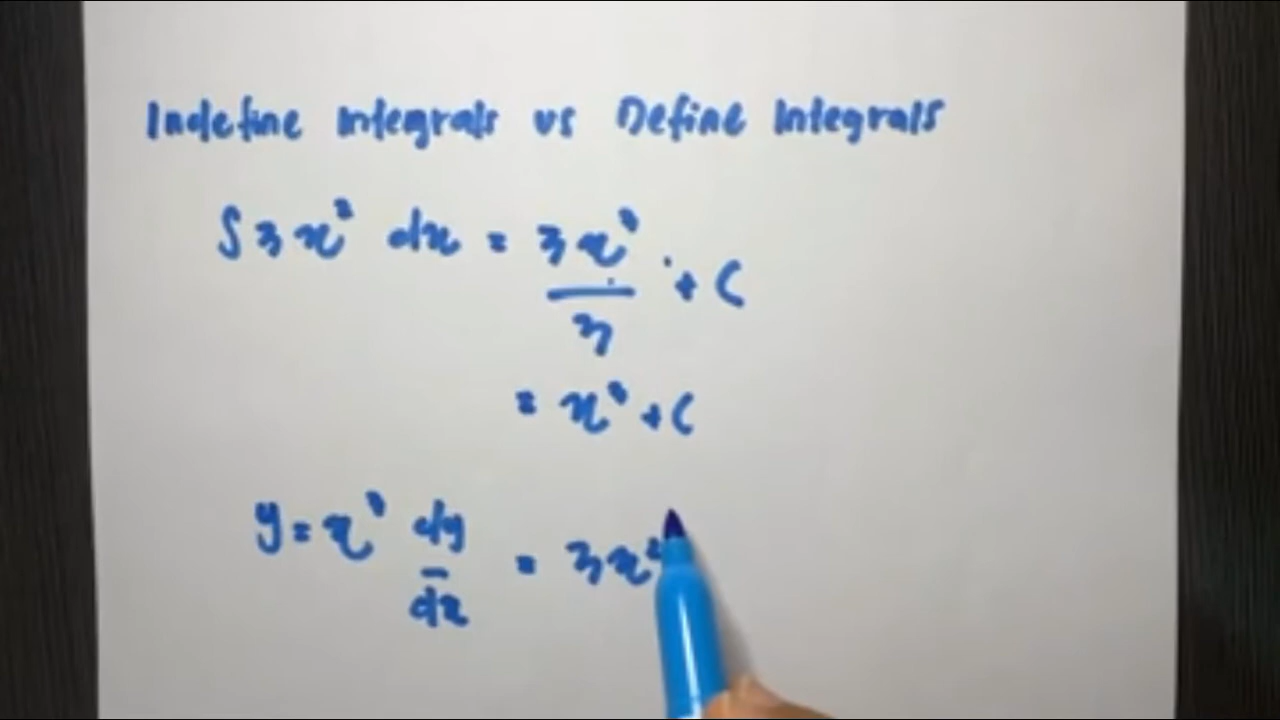 Indefine Integrals vs Define Integrals
∫3x² dx = 3x³/3 + C
= x³ + C
y = x³ dy/dx = 3x²